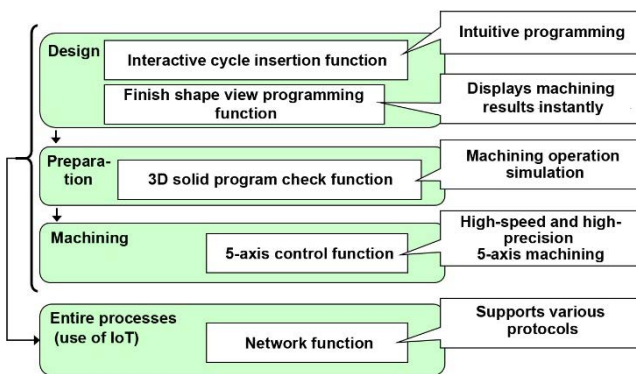 Intuitive programming
Design
Interactive cycle insertion function
Finish shape view programming
function
Displays machining
results instantly
Prepara-
tion
3D solid program check function
Machining operation
simulation
Machining
5-axis control function
High-speed and high-
precision
5-axis machining
Entire processes
(use of IoT)
Network function
Supports various
protocols